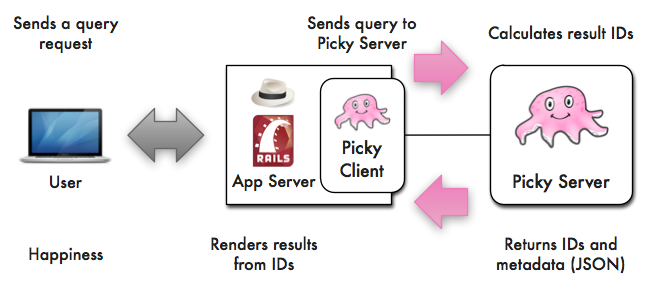 Sends a query
request
Sends query to
Picky Server
Calculates result IDs
RAILS
App Server
Picky
Client
User
Picky Server
Happiness
Renders results
from IDs
Returns IDs and
metadata (JSON)